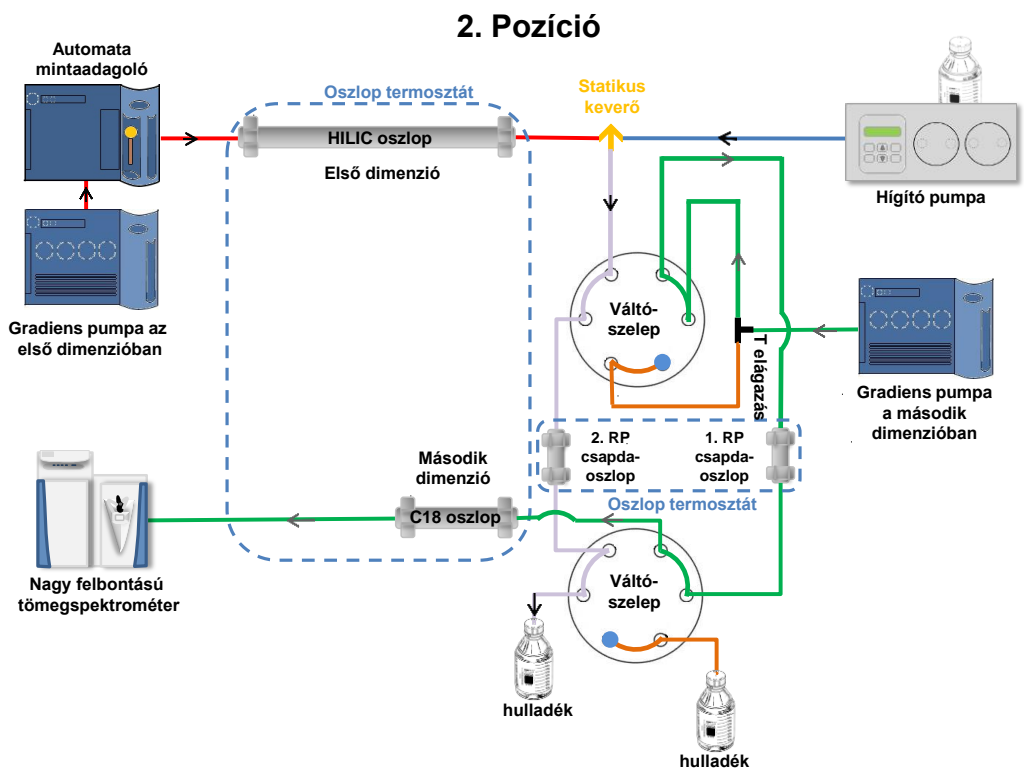 2. Pozíció
Automata
mintaadagoló
Oszlop termosztát
Statikus
keverő
HILIC oszlop
Első dimenzió
Hígító pumpa
Gradiens pumpa az
első dimenzióban
Váltó-
szelep
T elágazás
Gradiens pumpa
a második
dimenzióban
2. RP
csapda-
oszlop
1. RP
csapda-
oszlop
Oszlop termosztát
Második
dimenzió
C18 oszlop
Nagy felbontású
tömegspektrométer
Váltó-
szelep
hulladék
hulladék